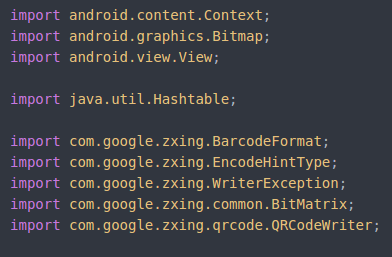 import android.content.Context;
import android.graphics.Bitmap;
import android.view.View;
import java.util.Hashtable;
import com.google.zxing.BarcodeFormat;
import com.google.zxing.EncodeHintType;
import com.google.zxing.WriterException;
import com.google.zxing.common.BitMatrix;
import com.google.zxing.qrcode.QRCodeWriter;